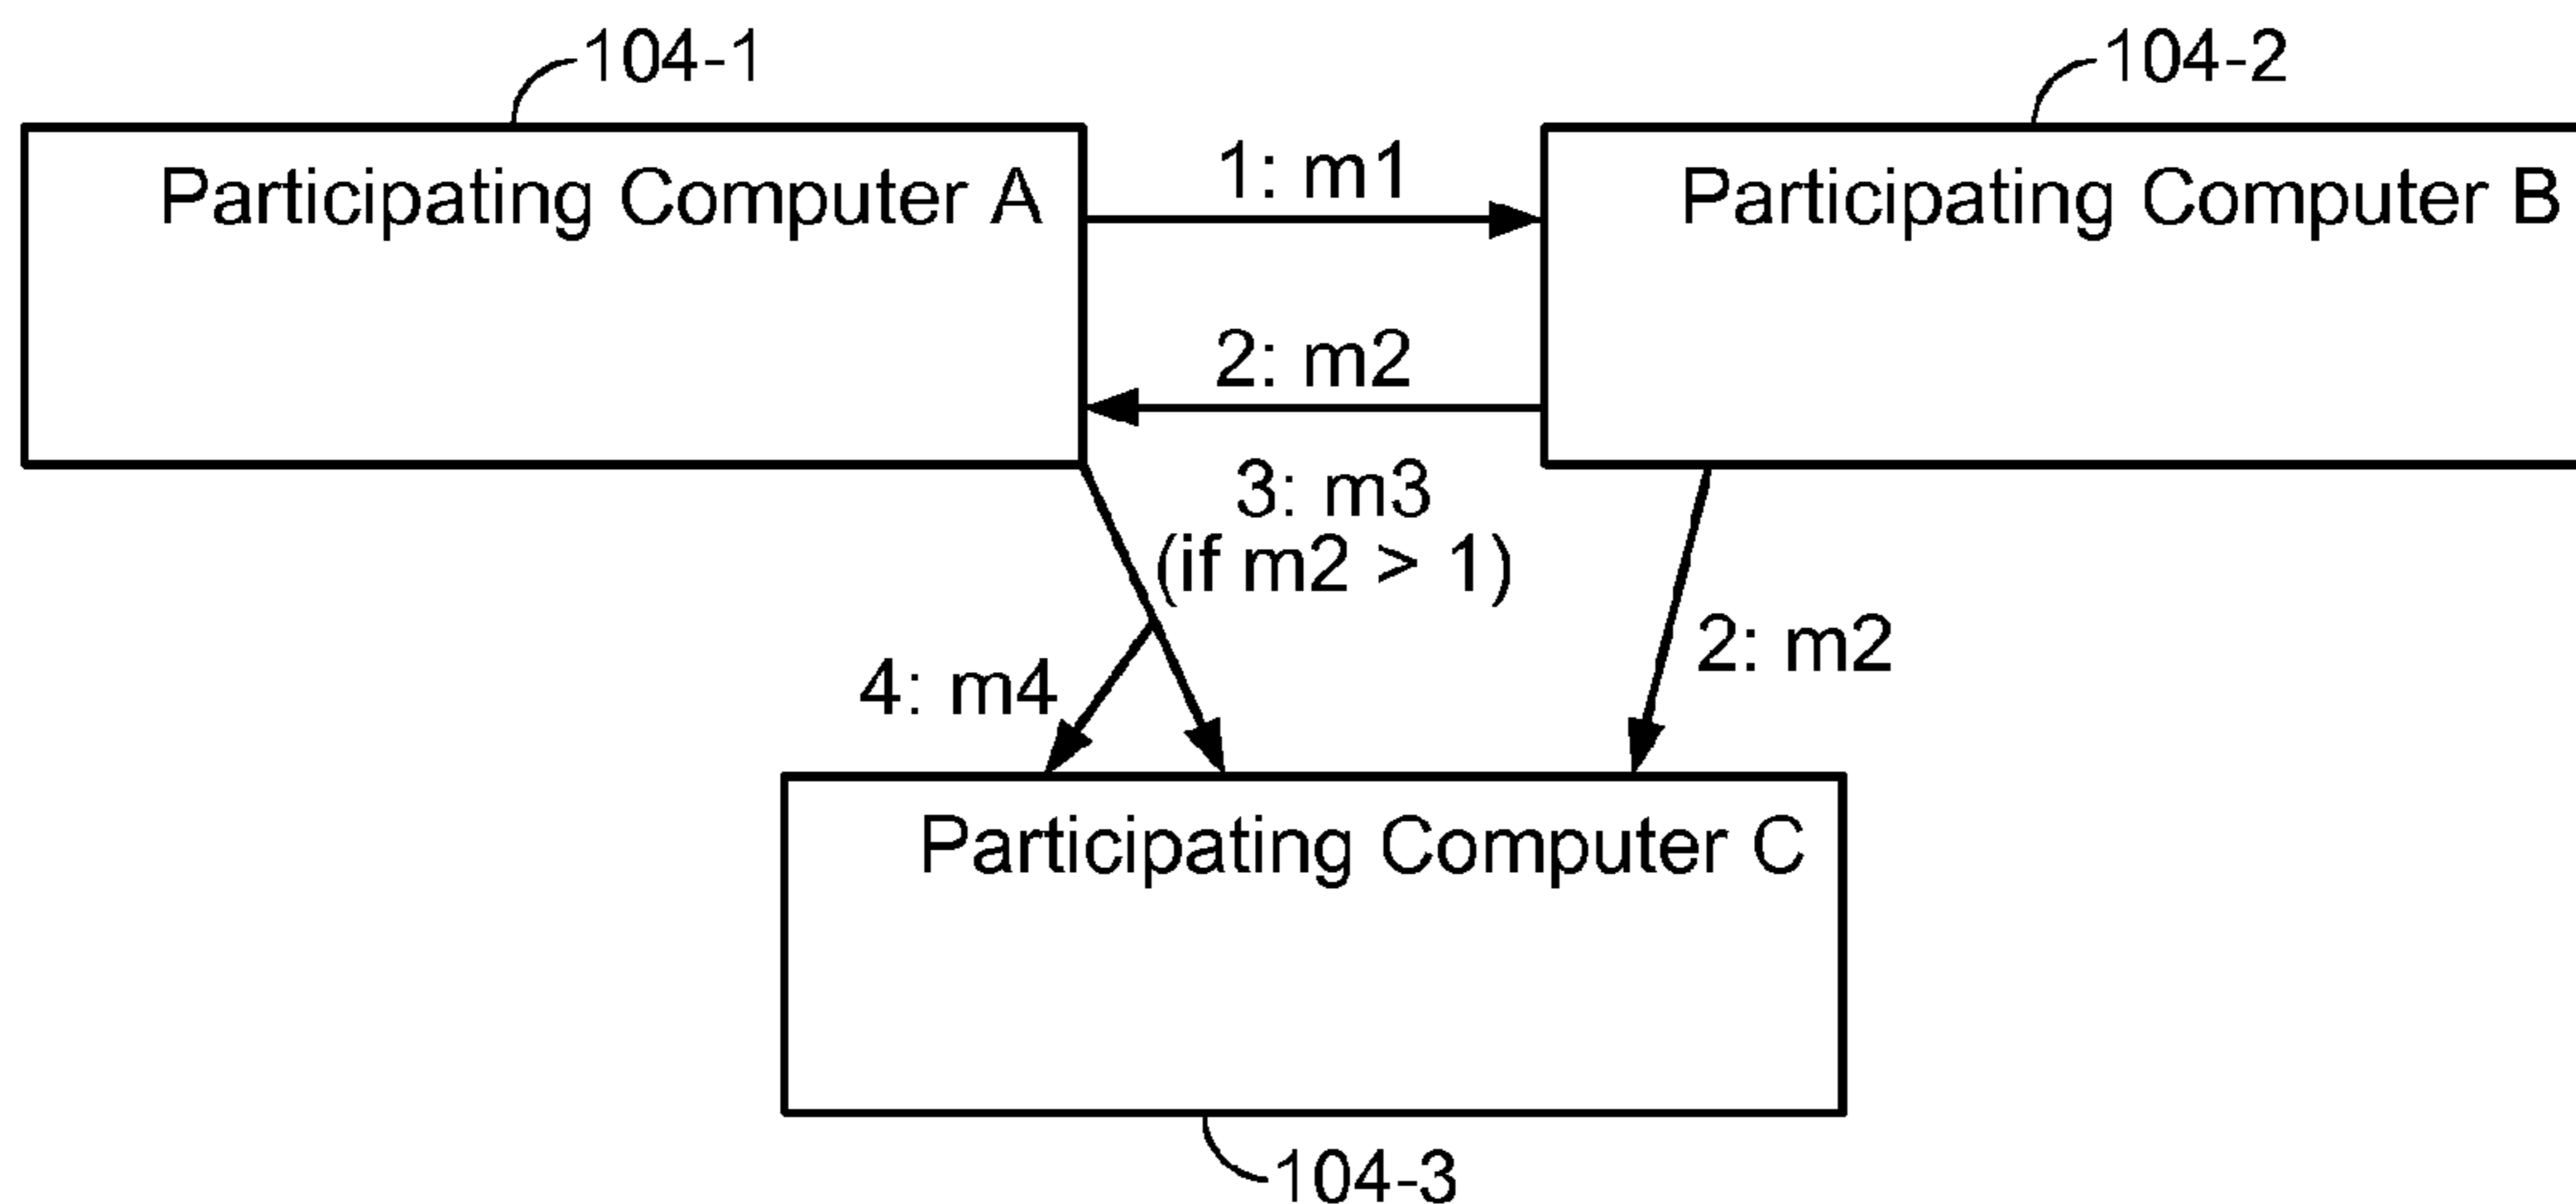 104-1
104-2
Participating Computer A
1: m1
Participating Computer B
2: m2
3: m3
(if m2 > 1)
4: m4
2: m2
Participating Computer C
104-3